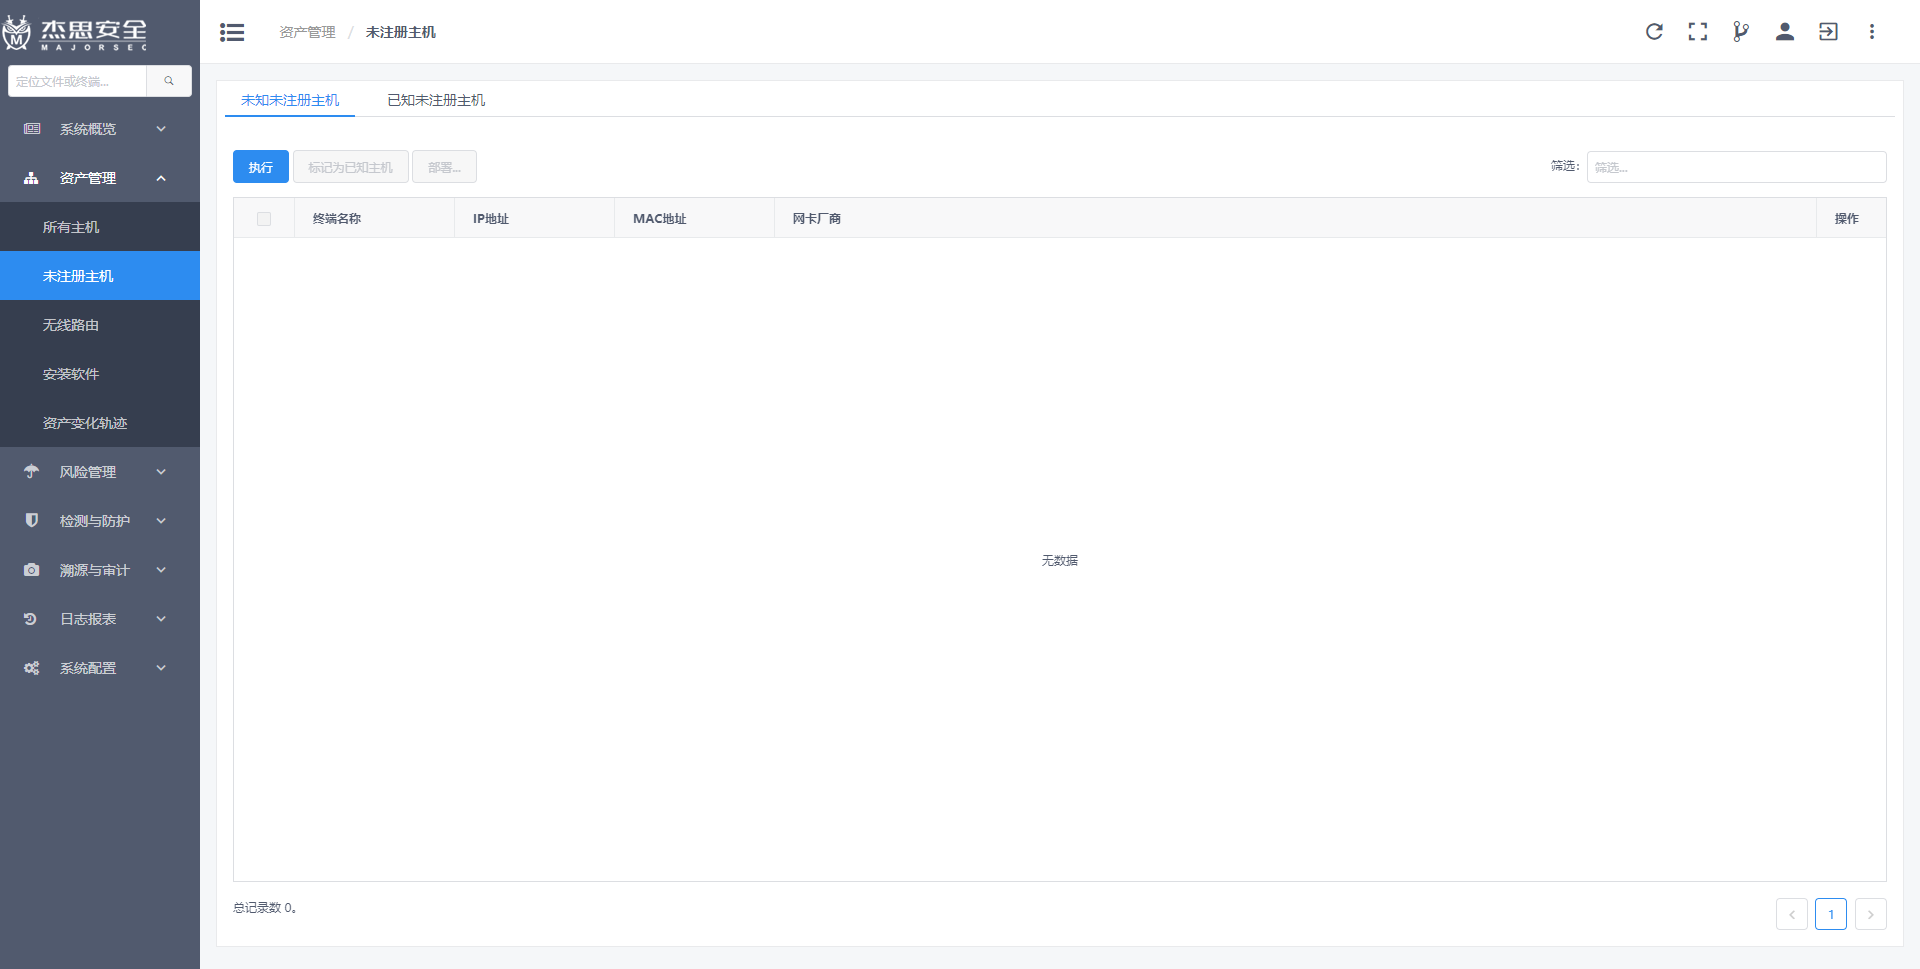 杰思安全
MAJORSEC
定位文件或终端...
系统概览
资产管理
所有主机
未注册主机
无线路由
安装软件
资产变化轨迹
风险管理
检测与防护
溯源与审计
日志报表
系统配置
资产管理 / 未注册主机
未知未注册主机 已知未注册主机
执行 标记为已知主机 部署... 筛选: 筛选...
终端名称 IP地址 MAC地址 网卡厂商 操作
无数据
总记录数 0。
1